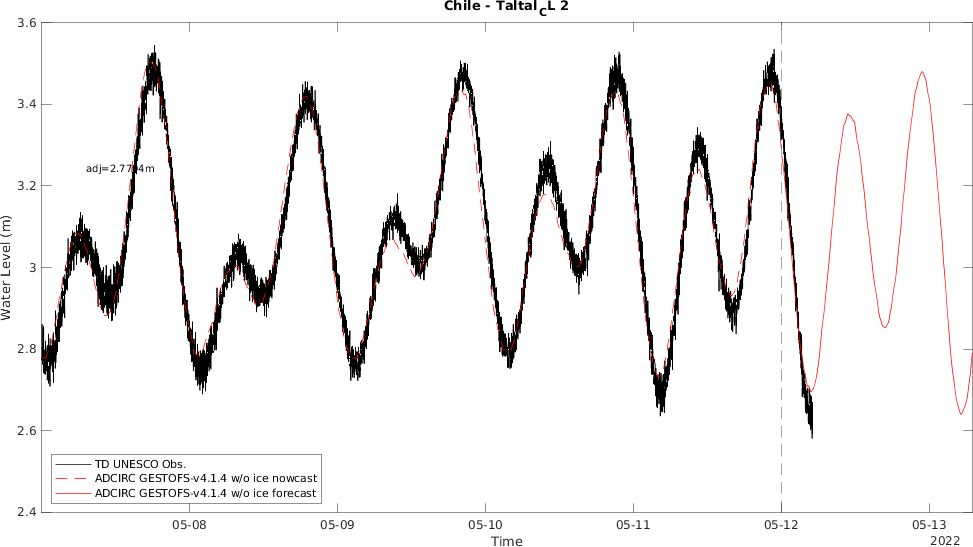 Chile - TaltalCL 2
3.6
3.4
3.2
3
2.8
2.6
2.4
Water Level (m)
TD UNESCO Obs.
ADCIRC GESTOFS-v4.1.4 w/o ice nowcast
ADCIRC GESTOFS-v4.1.4 w/o ice forecast
05-08
05-09
05-10
05-11
05-12
05-13
Time
2022